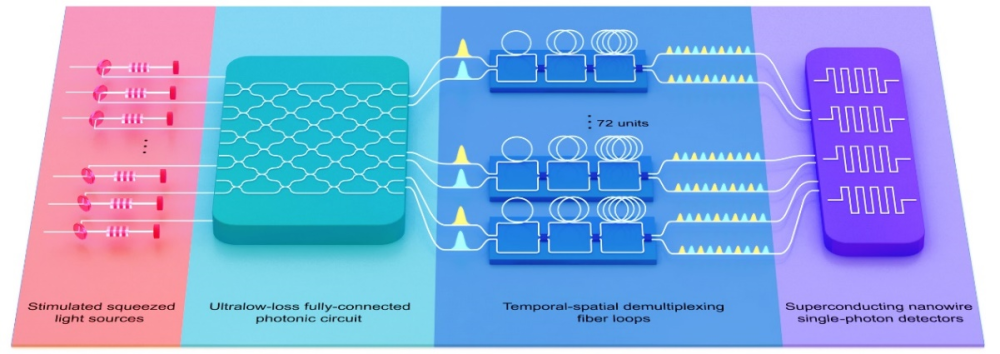 72 units
Stimulated squeezed
light sources
Ultralow-loss fully-connected
photonic circuit
Temporal-spatial demultiplexing
fiber loops
Superconducting nanowire
single-photon detectors